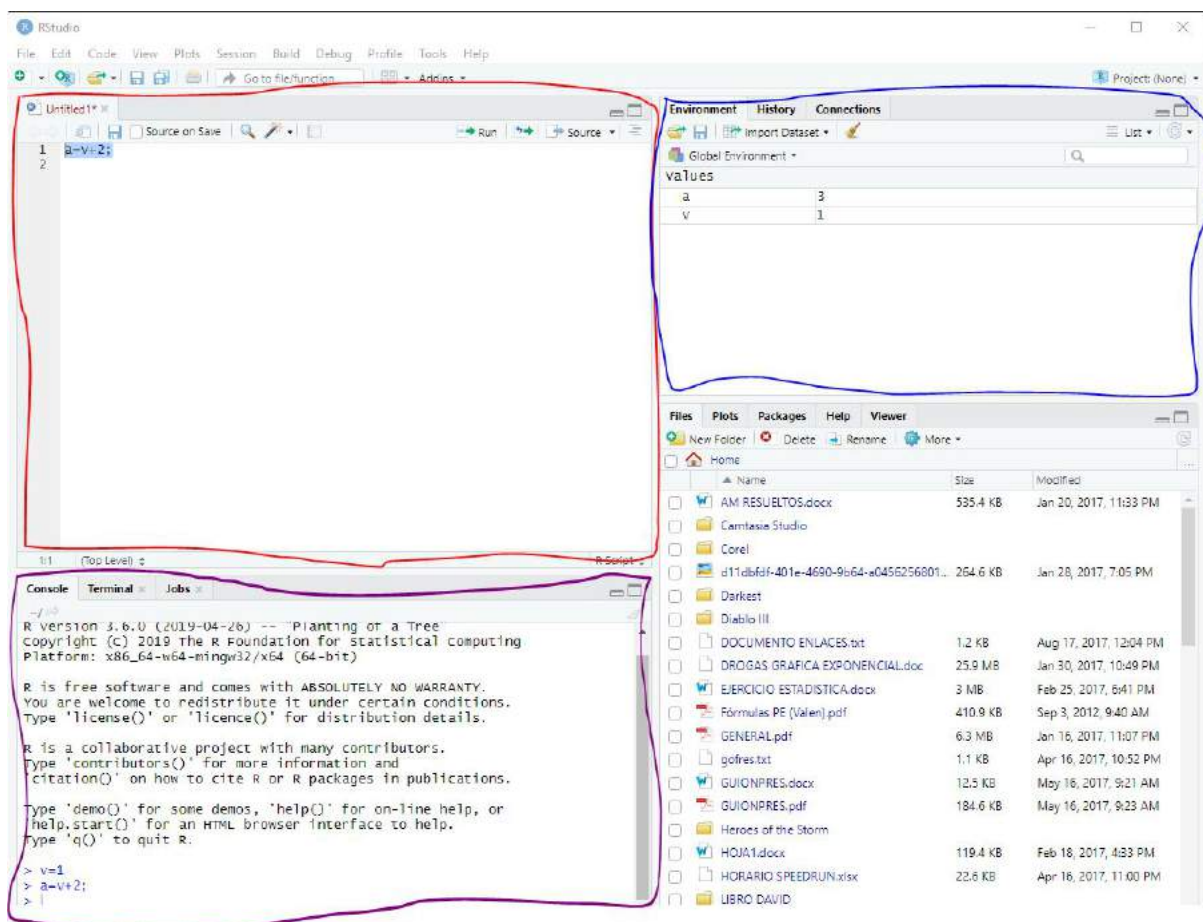 RStudio
File Edit Code View Plots Session Build Debug Profile Tools Help
Go to file/function Addins Project: (None)
Untitled1*
Source on Save Run Source
1 a=v+2;
2
1:1 (Top Level) R Script
Environment History Connections
Import Dataset List
Global Environment
values
a 3
v 1
Console Terminal Jobs
~/
R version 3.6.0 (2019-04-26) -- "Planting of a Tree"
Copyright (C) 2019 The R Foundation for Statistical Computing
Platform: x86_64-w64-mingw32/x64 (64-bit)
R is free software and comes with ABSOLUTELY NO WARRANTY.
You are welcome to redistribute it under certain conditions.
Type 'license()' or 'licence()' for distribution details.
R is a collaborative project with many contributors.
Type 'contributors()' for more information and
'citation()' on how to cite R or R packages in publications.
Type 'demo()' for some demos, 'help()' for on-line help, or
'help.start()' for an HTML browser interface to help.
Type 'q()' to quit R.
> v=1
> a=v+2;
>
Files Plots Packages Help Viewer
New Folder Delete Rename More
Home
Name Size Modified
AM RESUELTOS.docx 535.4 KB Jan 20, 2017, 11:33 PM
Camtasia Studio
Corel
d11dbfdf-401e-4690-9b64-a0456256801... 264.6 KB Jan 28, 2017, 7:05 PM
Darkest
Diablo III
DOCUMENTO ENLACES.txt 1.2 KB Aug 17, 2017, 12:04 PM
DROGAS GRAFICA EXPONENCIAL.doc 25.9 MB Jan 30, 2017, 10:49 PM
EJERCICIO ESTADISTICA.docx 3 MB Feb 25, 2017, 6:41 PM
Fórmulas PE (Valen).pdf 410.9 KB Sep 3, 2012, 9:40 AM
GENERAL.pdf 6.3 MB Jan 16, 2017, 11:07 PM
gofres.txt 1.1 KB Apr 16, 2017, 10:52 PM
GUIONPRES.docx 12.5 KB May 16, 2017, 9:21 AM
GUIONPRES.pdf 184.6 KB May 16, 2017, 9:23 AM
Heroes of the Storm
HOJA1.docx 119.4 KB Feb 18, 2017, 4:33 PM
HORARIO SPEEDRUN.xlsx 22.6 KB Apr 16, 2017, 11:00 PM
LIBRO DAVID